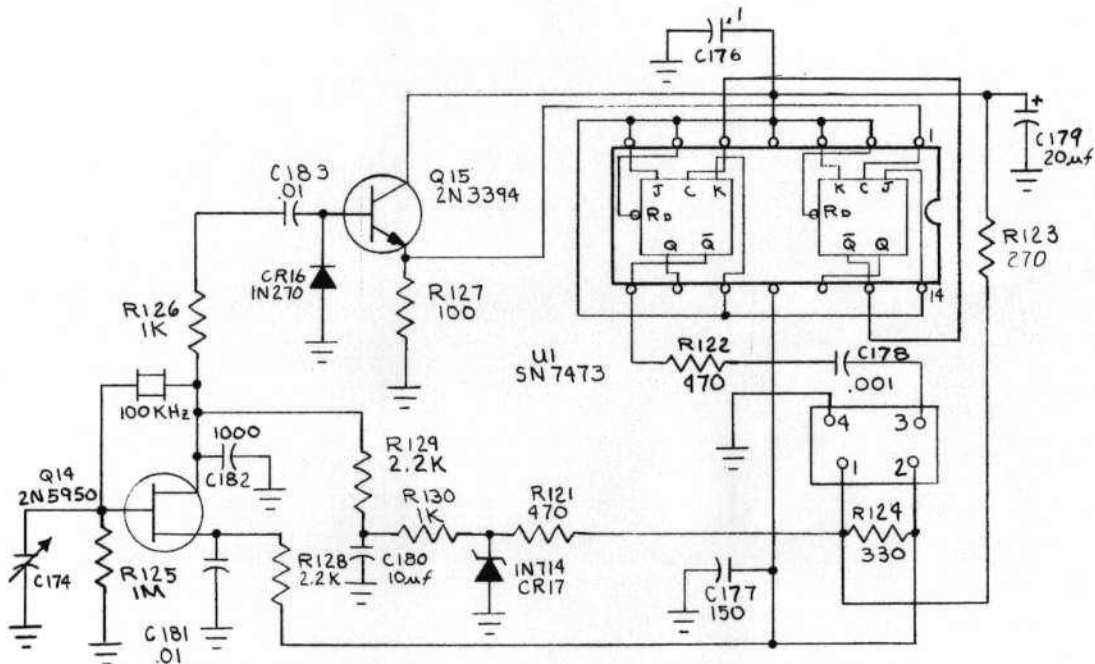 .1
C176
+
C179
20µf
1
C183
.01
Q15
2N3394
J C K
K C J
RD
RD
Q Q̅
Q̅ Q
R123
270
CR16
1N270
R127
100
14
R126
1K
U1
SN7473
R122
470
C178
.001
100KHz
4
3
1000
C182
R129
2.2K
1
2
Q14
2N5950
R130
1K
R121
470
R124
330
C174
R125
1M
R128
2.2K
C180
10µf
1N714
CR17
C177
150
C181
.01